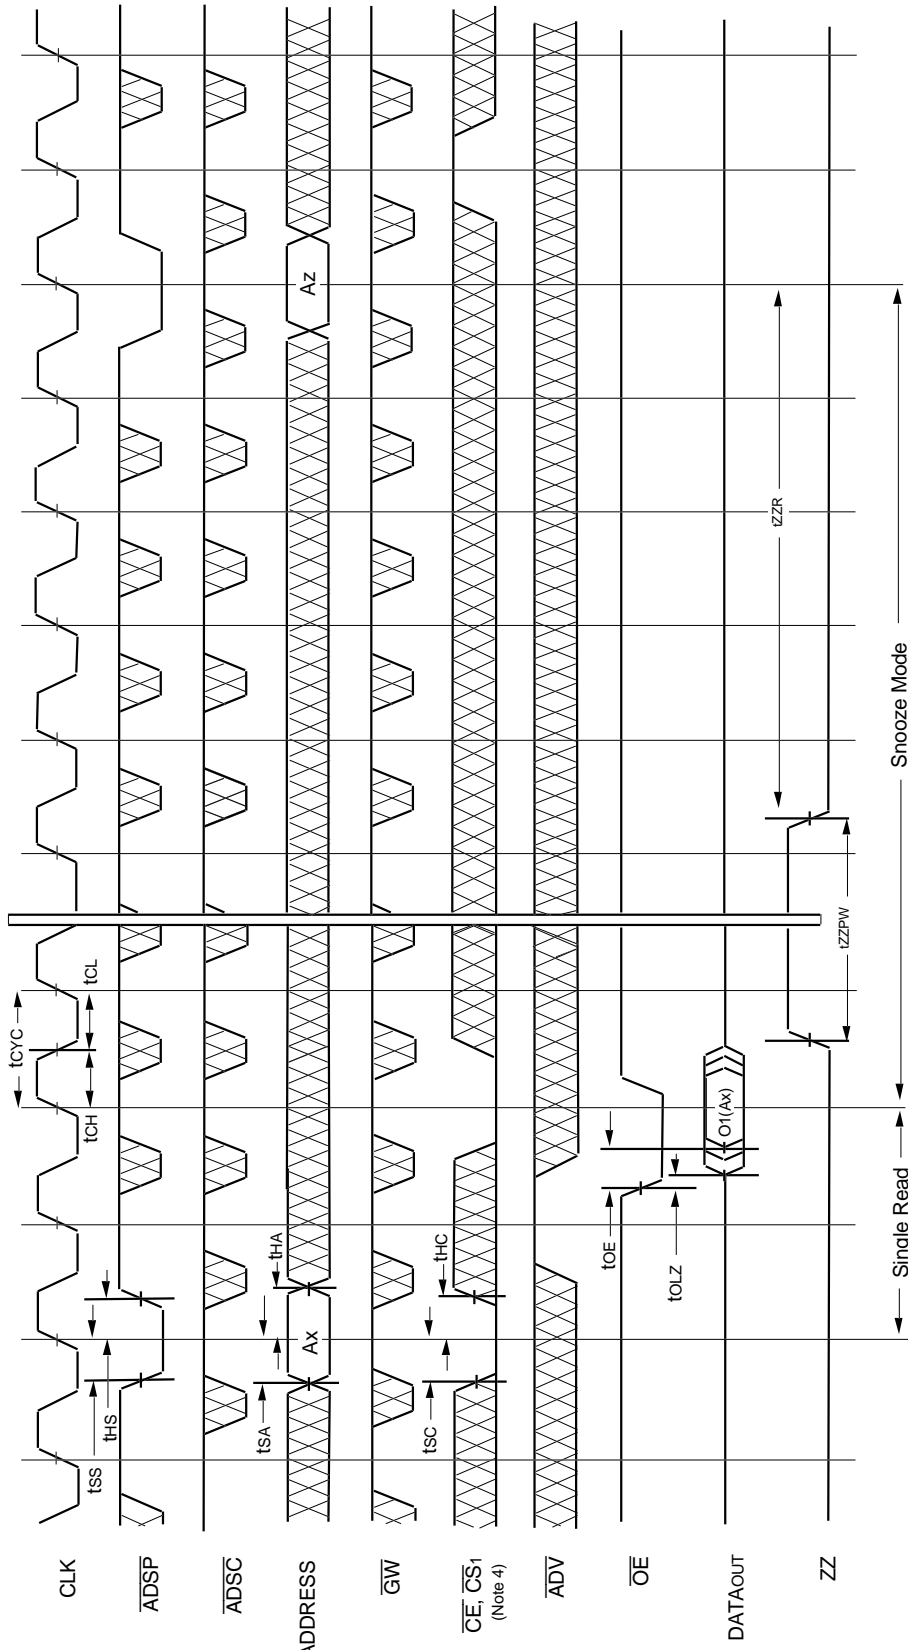 CLK
tCYC
tCH
tCL
tSS
tHS
ADSP
ADSC
ADDRESS
tSA
tHA
Ax
Az
GW
CE, CS1
(Note 4)
tSC
tHC
ADV
OE
tOE
tOLZ
DATAOUT
O1(Ax)
ZZ
tZZPW
tZZR
Single Read
Snooze Mode